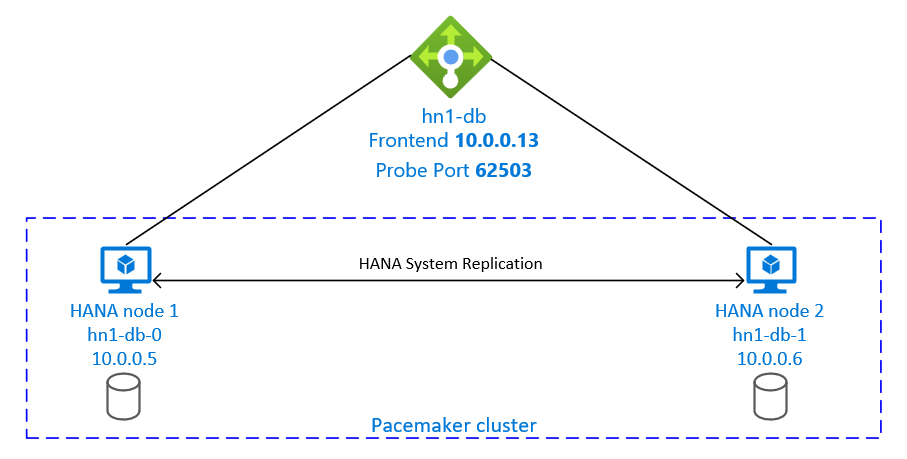 hn1-db
Frontend 10.0.0.13
Probe Port 62503
HANA System Replication
HANA node 1
hn1-db-0
10.0.0.5
HANA node 2
hn1-db-1
10.0.0.6
Pacemaker cluster